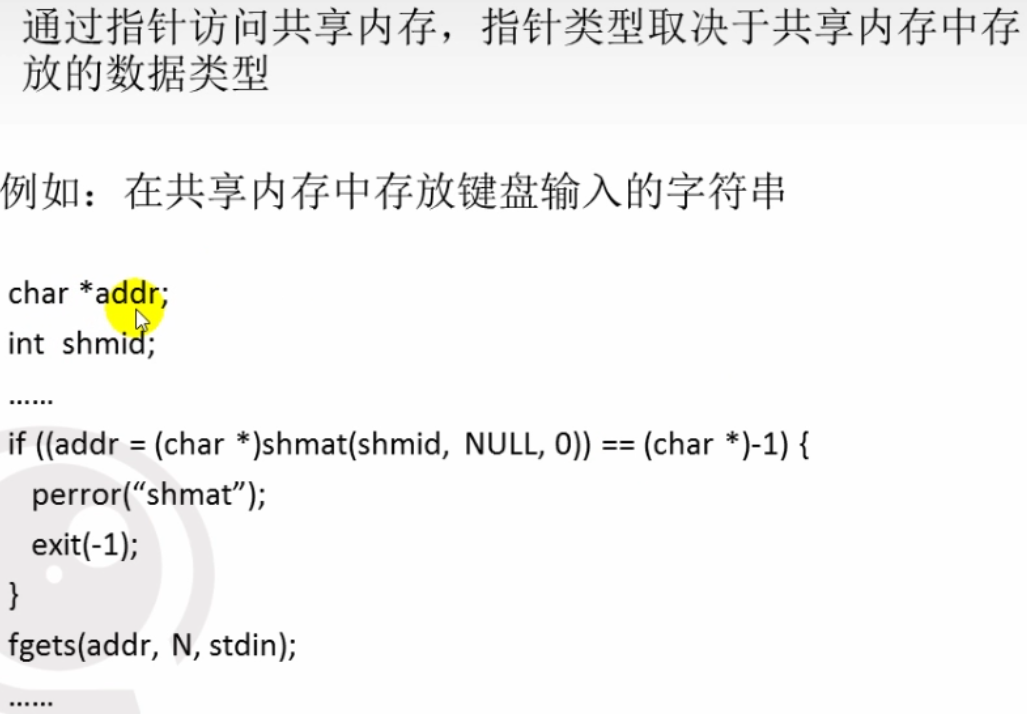 通过指针访问共享内存，指针类型取决于共享内存中存
放的数据类型
例如：在共享内存中存放键盘输入的字符串
char *addr;
int  shmid;
……
if ((addr = (char *)shmat(shmid,  NULL, 0)) == (char *)-1) {
   perror(“shmat”);
   exit(-1);
}
fgets(addr,  N, stdin);
……